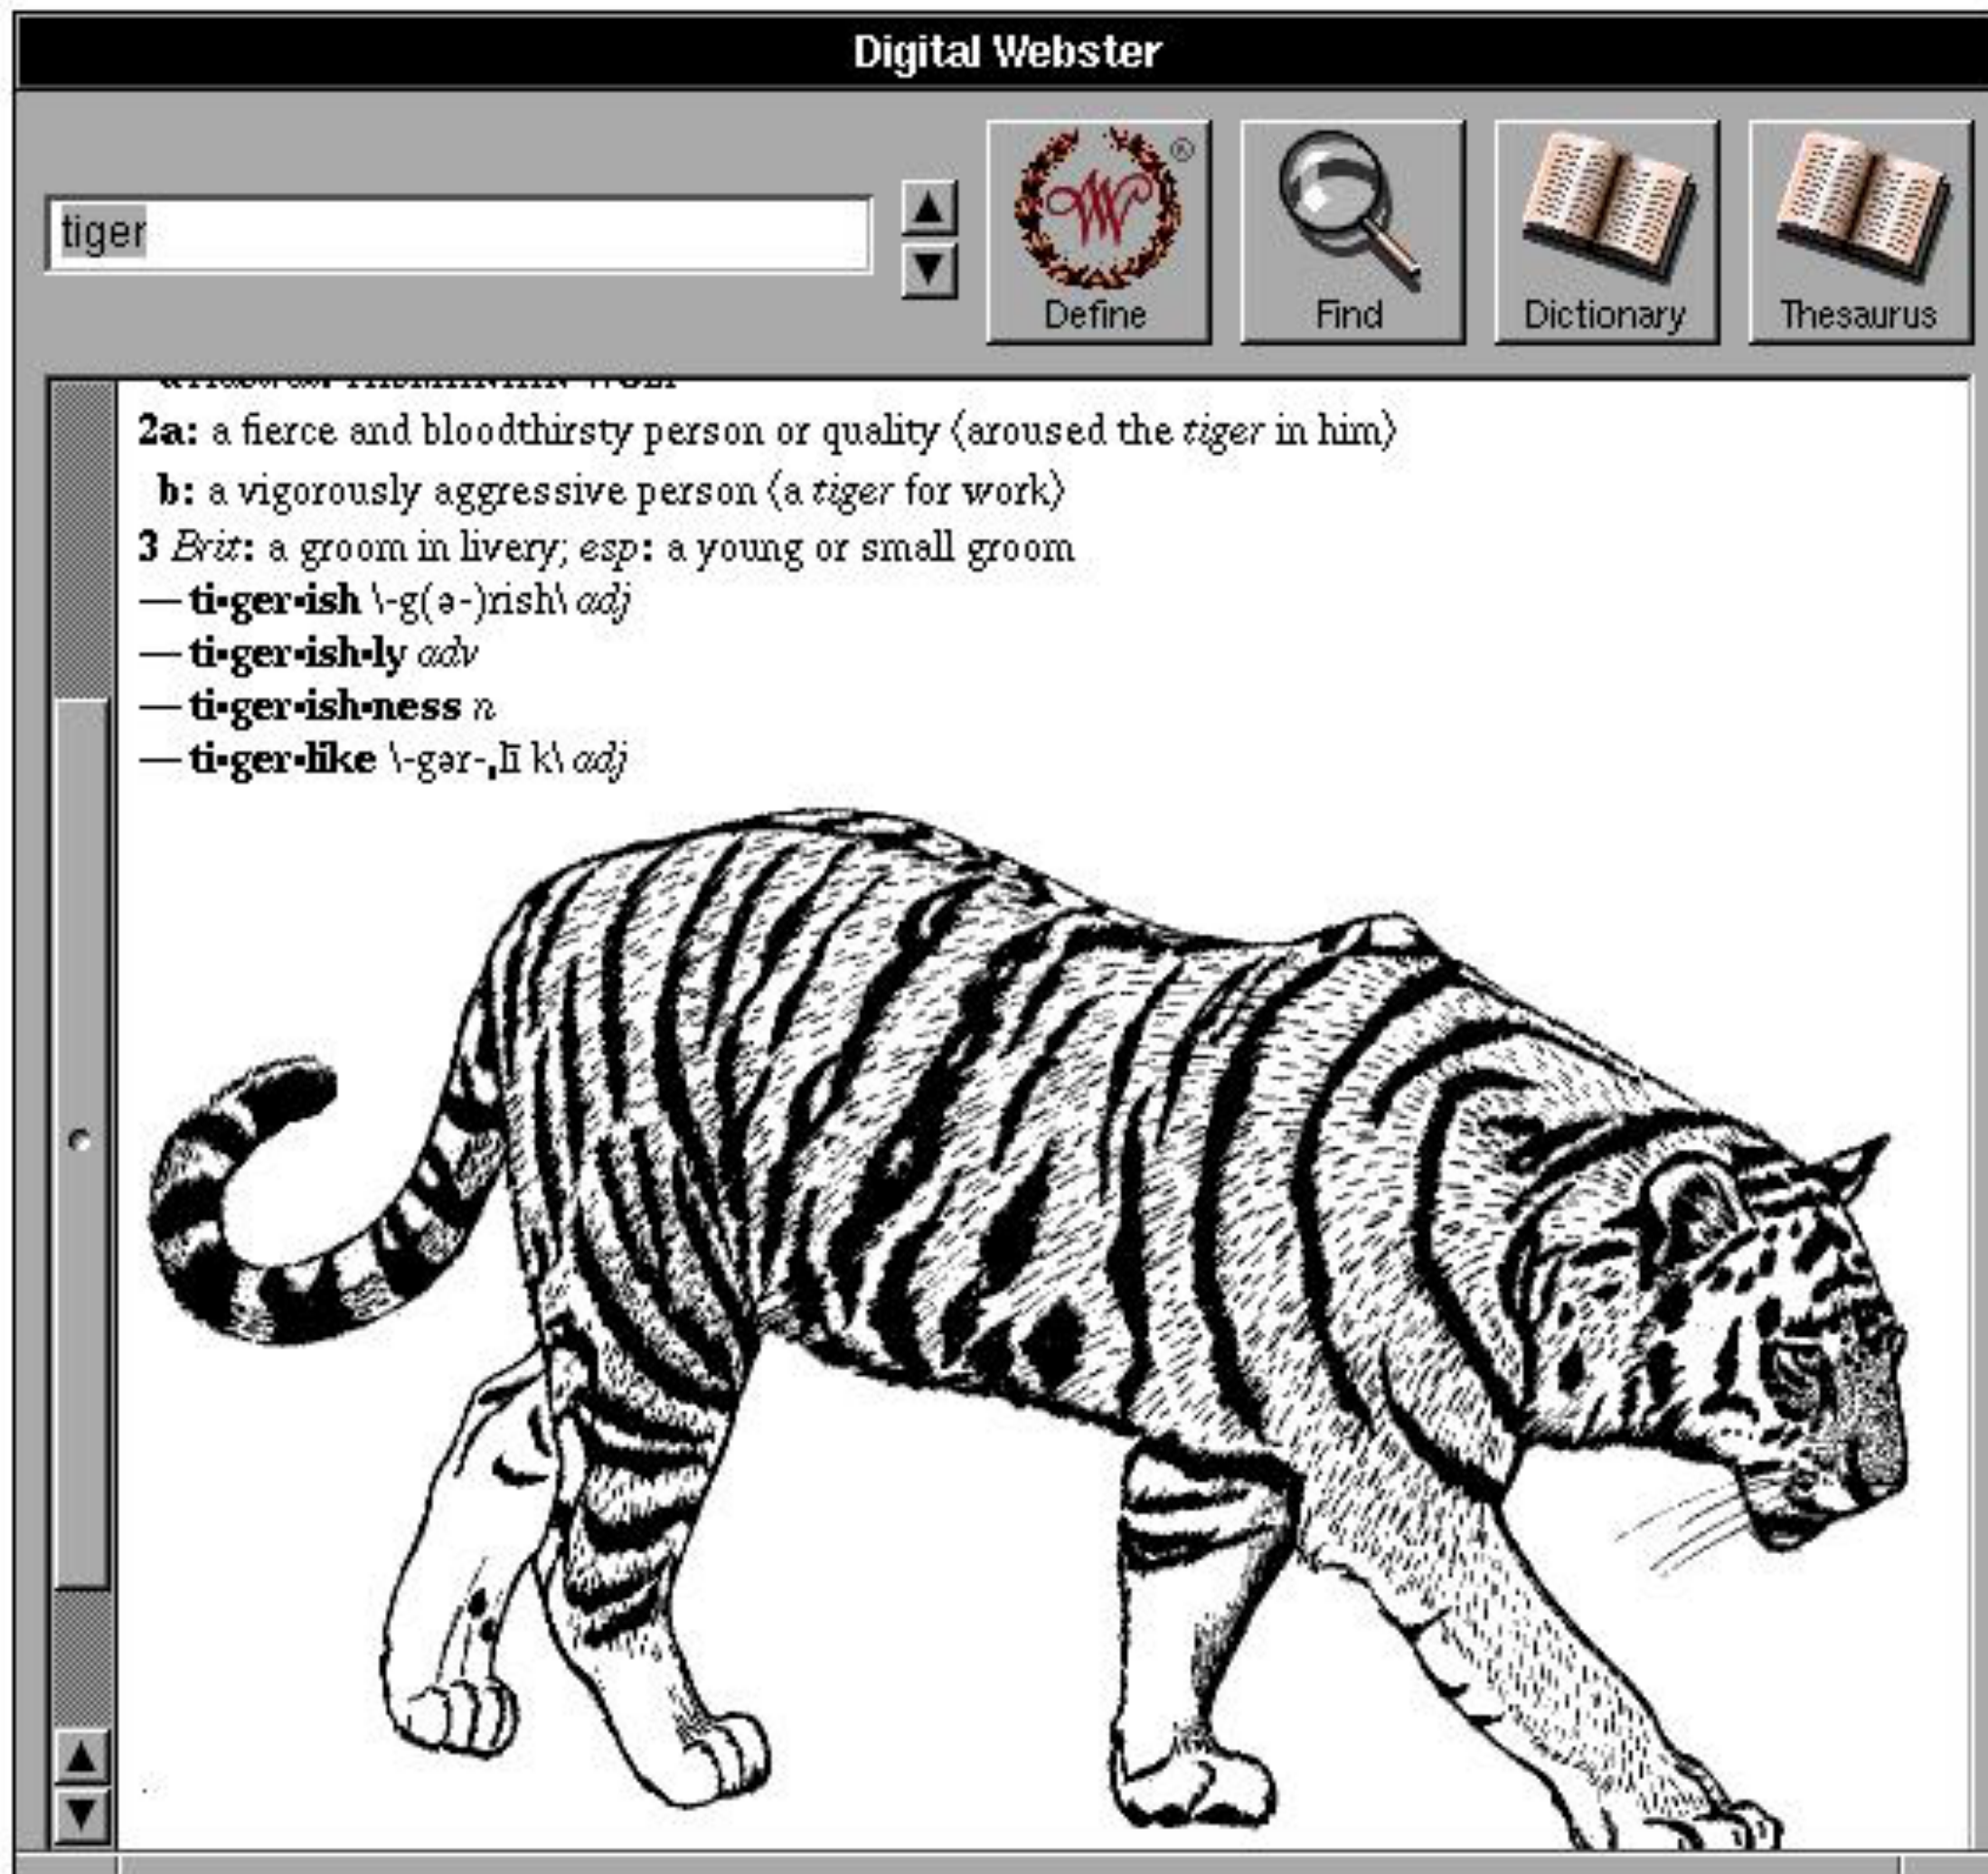 Digital Webster
tiger
W ®
Define
Find
Dictionary
Thesaurus
2a: a fierce and bloodthirsty person or quality ⟨aroused the tiger in him⟩
b: a vigorously aggressive person ⟨a tiger for work⟩
3 Brit: a groom in livery; esp: a young or small groom
— ti•ger•ish \-g(ə-)rish\ adj
— ti•ger•ish•ly adv
— ti•ger•ish•ness n
— ti•ger•like \-gər-ˌlī k\ adj